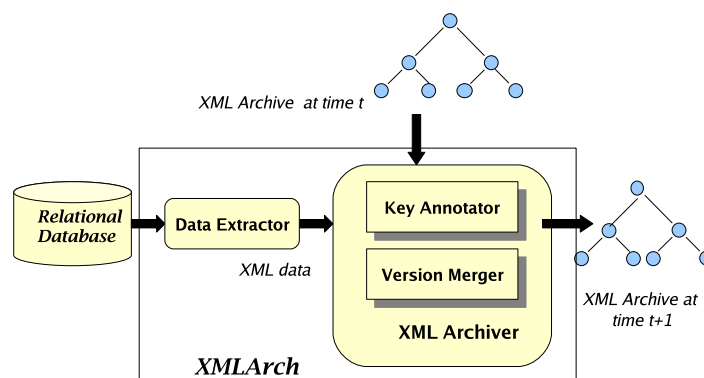 XML Archive at time t
Relational
Database
Data Extractor
XML data
Key Annotator
Version Merger
XML Archiver
XML Archive at
time t+1
XMLArch